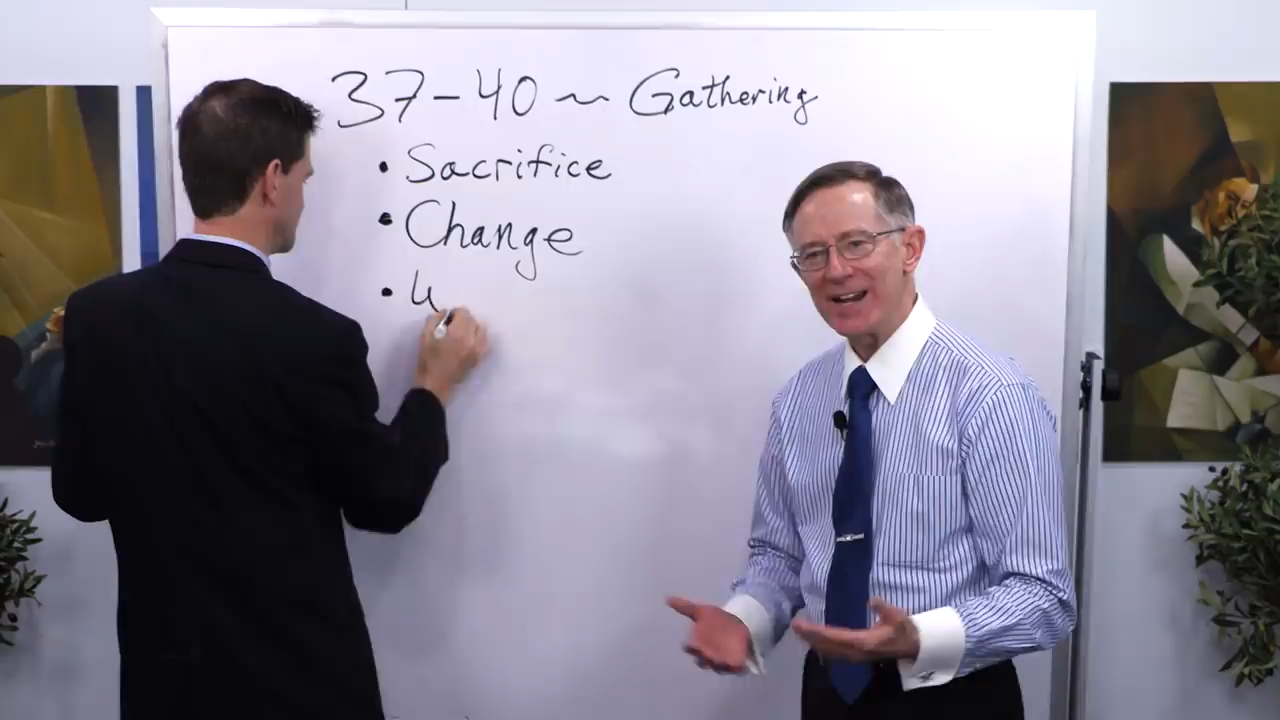 37-40 ~ Gathering
• Sacrifice
• Change
•